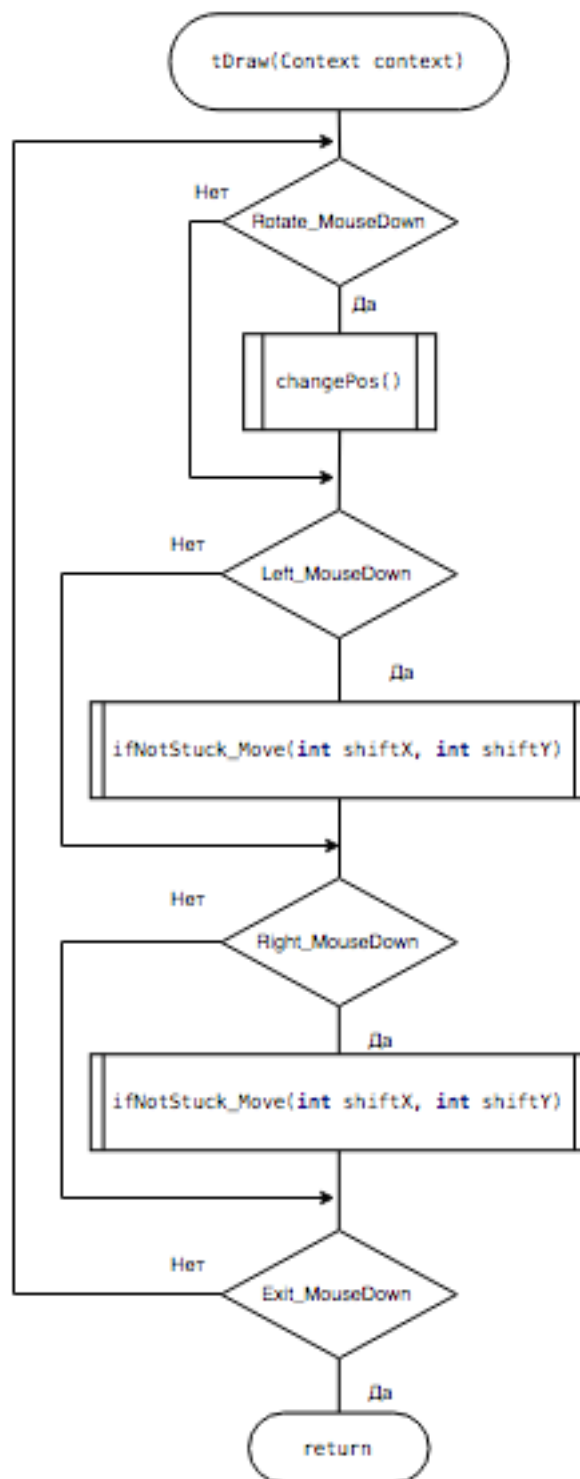 tDraw(Context context)
Нет
Rotate_MouseDown
Да
changePos()
Нет
Left_MouseDown
Да
ifNotStuck_Move(int shiftX, int shiftY)
Нет
Right_MouseDown
Да
ifNotStuck_Move(int shiftX, int shiftY)
Нет
Exit_MouseDown
Да
return